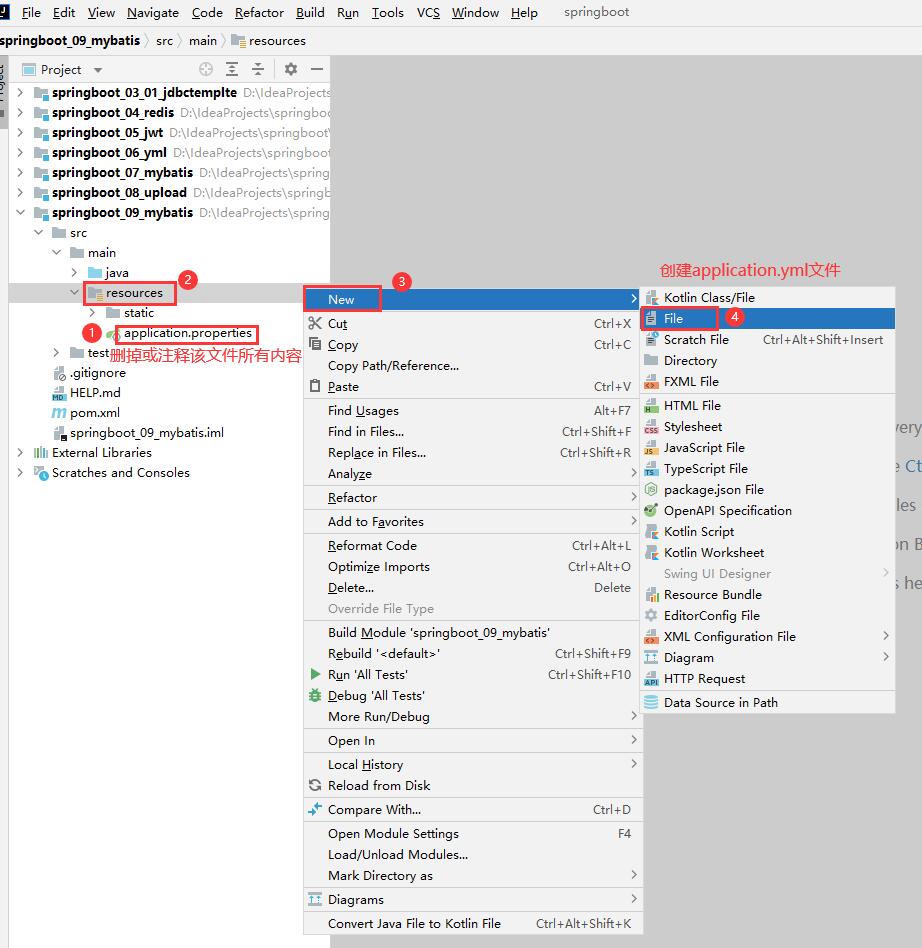 File Edit View Navigate Code Refactor Build Run Tools VCS Window Help springboot
springboot_09_mybatis src main resources
Project
Project
springboot_03_01_jdbctemplte D:\IdeaProjects
springboot_04_redis D:\IdeaProjects\springboo
springboot_05_jwt D:\IdeaProjects\springboot\
springboot_06_yml D:\IdeaProjects\springboot
springboot_07_mybatis D:\IdeaProjects\spring
springboot_08_upload D:\IdeaProjects\springb
springboot_09_mybatis D:\IdeaProjects\spring
src
main
java
resources
2
static
1
application.properties
删掉或注释该文件所有内容
test
.gitignore
HELP.md
pom.xml
springboot_09_mybatis.iml
External Libraries
Scratches and Consoles
3
New
Cut Ctrl+X
Copy
Copy Path/Reference...
Paste Ctrl+V
Find Usages Alt+F7
Find in Files... Ctrl+Shift+F
Replace in Files... Ctrl+Shift+R
Analyze
Refactor
Add to Favorites
Reformat Code Ctrl+Alt+L
Optimize Imports Ctrl+Alt+O
Delete... Delete
Override File Type
Build Module 'springboot_09_mybatis'
Rebuild '<default>' Ctrl+Shift+F9
Run 'All Tests' Ctrl+Shift+F10
Debug 'All Tests'
More Run/Debug
Open In
Local History
Reload from Disk
Compare With... Ctrl+D
Open Module Settings F4
Load/Unload Modules...
Mark Directory as
Diagrams
Convert Java File to Kotlin File Ctrl+Alt+Shift+K
创建application.yml文件
Kotlin Class/File
File
4
Scratch File Ctrl+Alt+Shift+Insert
Directory
FXML File
HTML File
Stylesheet
JavaScript File
TypeScript File
package.json File
OpenAPI Specification
Kotlin Script
Kotlin Worksheet
Swing UI Designer
Resource Bundle
EditorConfig File
XML Configuration File
Diagram
HTTP Request
Data Source in Path